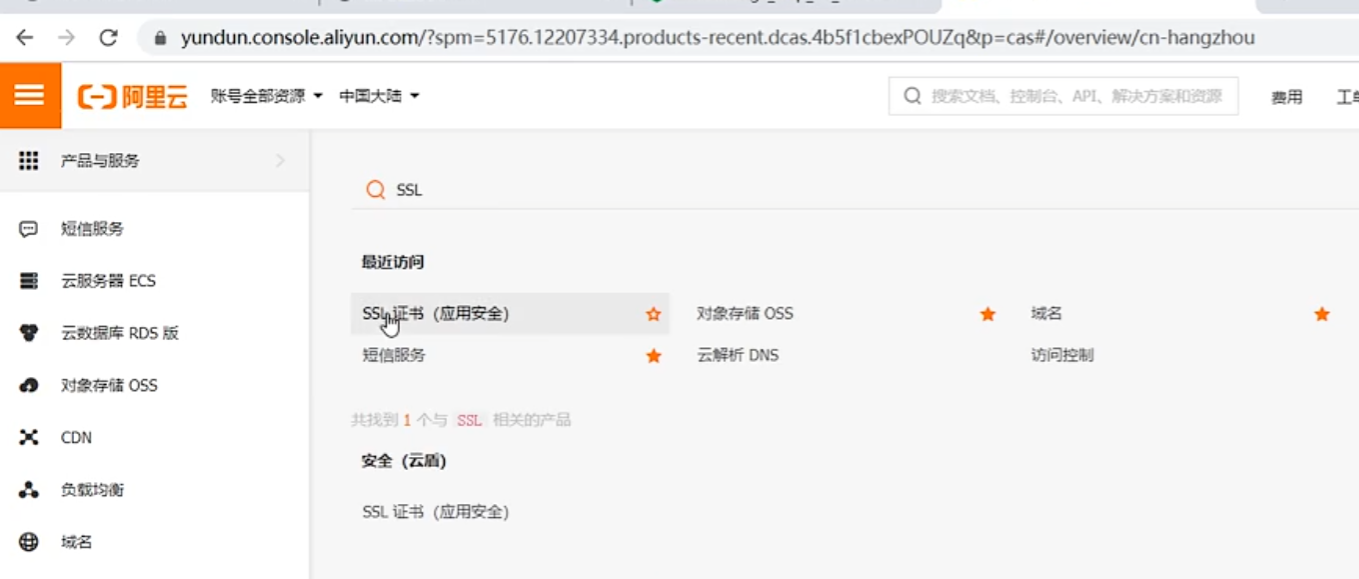 yundun.console.aliyun.com/?spm=5176.12207334.products-recent.dcas.4b5f1cbexPOUZq&p=cas#/overview/cn-hangzhou
阿里云 账号全部资源 中国大陆 搜索文档、控制台、API、解决方案和资源 费用
产品与服务
短信服务
云服务器 ECS
云数据库 RDS 版
对象存储 OSS
CDN
负载均衡
域名
SSL
最近访问
SSL 证书（应用安全） 对象存储 OSS 域名
短信服务 云解析 DNS 访问控制
共找到 1 个与 SSL 相关的产品
安全（云盾)
SSL 证书（应用安全）